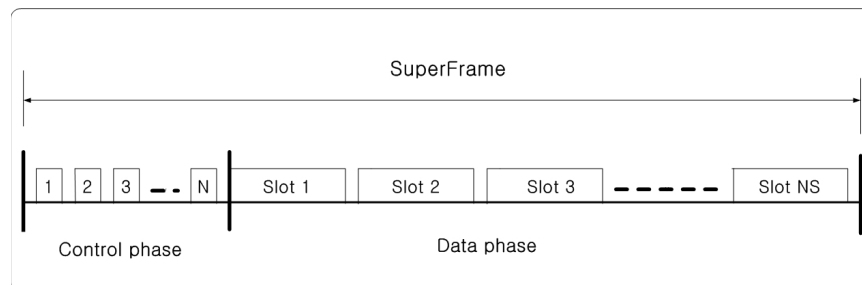 SuperFrame
1 2 3 N Slot 1 Slot 2 Slot 3 Slot NS
Control phase Data phase